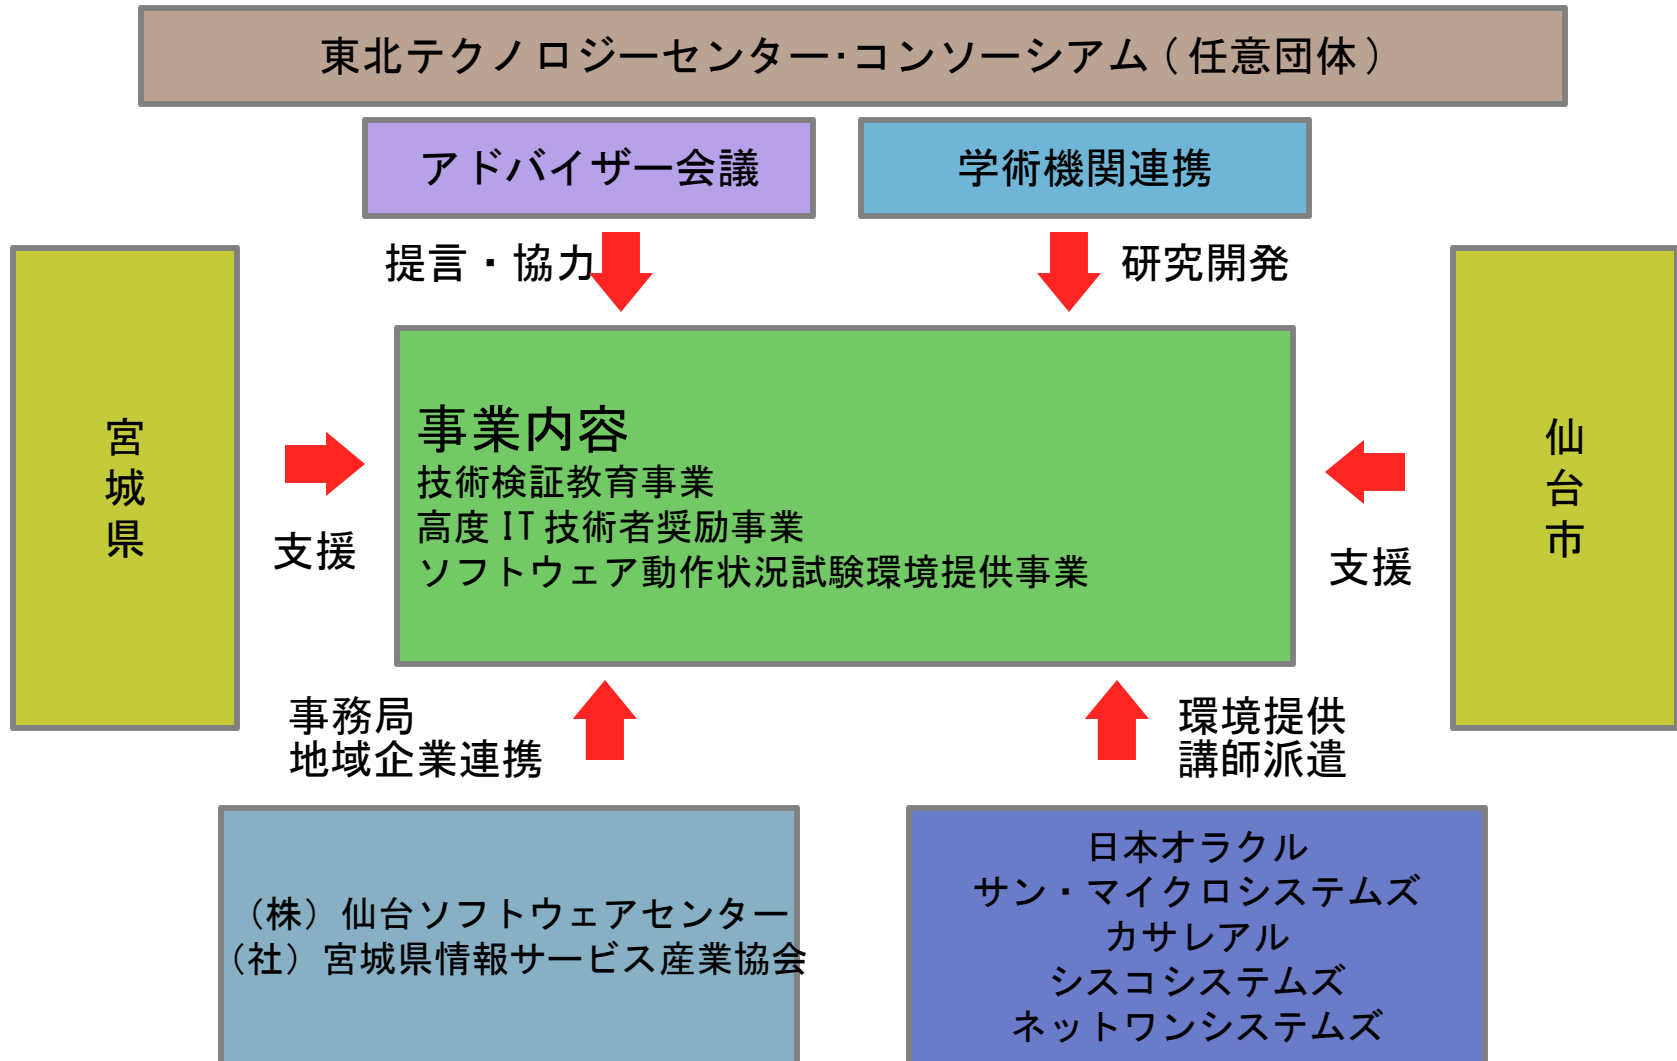 東北テクノロジーセンター・コンソーシアム（任意団体）
アドバイザー会議
学術機関連携
提言・協力
研究開発
宮城県
支援
事業内容
技術検証教育事業
高度IT技術者奨励事業
ソフトウェア動作状況試験環境提供事業
仙台市
支援
事務局
地域企業連携
環境提供
講師派遣
（株）仙台ソフトウェアセンター
（社）宮城県情報サービス産業協会
日本オラクル
サン・マイクロシステムズ
カサレアル
シスコシステムズ
ネットワンシステムズ